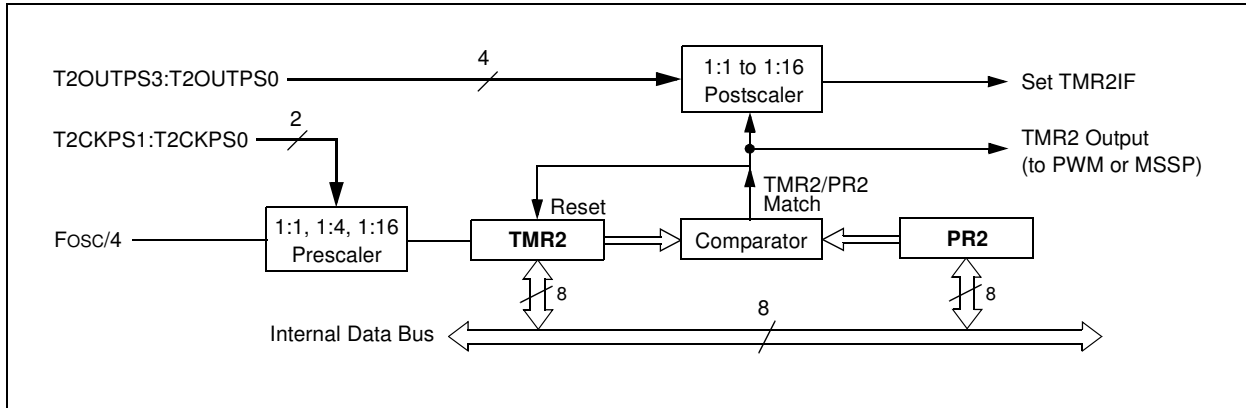 4
T2OUTPS3:T2OUTPS0
1:1 to 1:16
Postscaler
Set TMR2IF
2
T2CKPS1:T2CKPS0
TMR2 Output
(to PWM or MSSP)
TMR2/PR2
Match
Reset
1:1, 1:4, 1:16
Prescaler
FOSC/4
TMR2
Comparator
PR2
8
8
8
Internal Data Bus